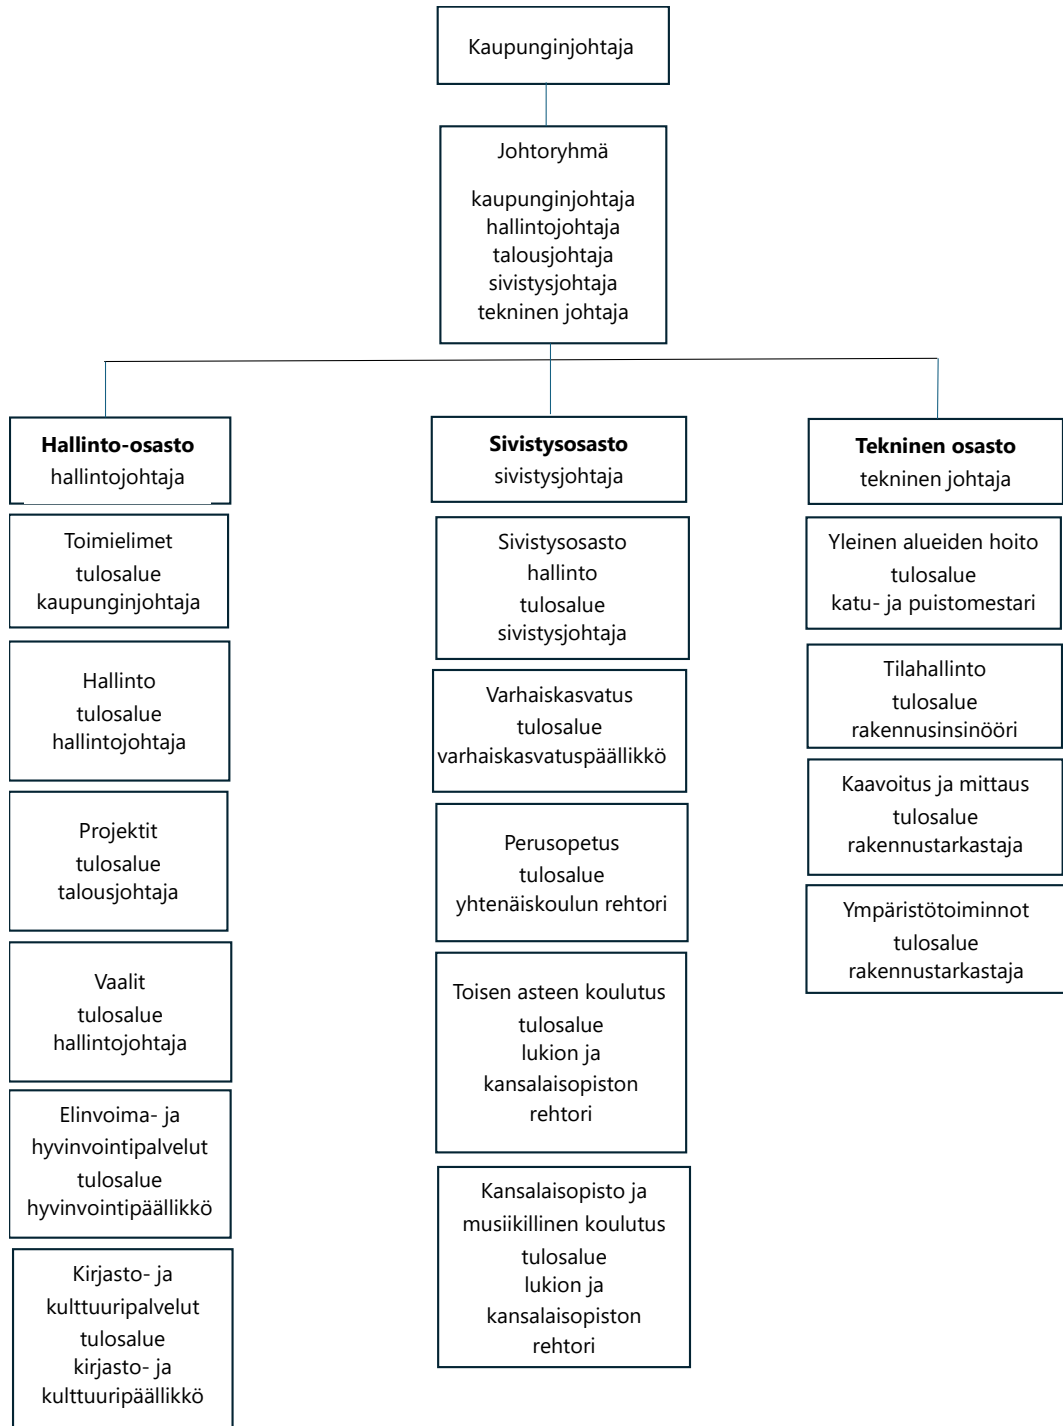 Kaupunginjohtaja
Johtoryhmä
kaupunginjohtaja
hallintojohtaja
talousjohtaja
sivistysjohtaja
tekninen johtaja
Hallinto-osasto
hallintojohtaja
Toimielimet
tulosalue
kaupunginjohtaja
Hallinto
tulosalue
hallintojohtaja
Projektit
tulosalue
talousjohtaja
Vaalit
tulosalue
hallintojohtaja
Elinvoima- ja
hyvinvointipalvelut
tulosalue
hyvinvointipäällikkö
Kirjasto- ja
kulttuuripalvelut
tulosalue
kirjasto- ja
kulttuuripäällikkö
Sivistysosasto
sivistysjohtaja
Sivistysosasto
hallinto
tulosalue
sivistysjohtaja
Varhaiskasvatus
tulosalue
varhaiskasvatuspäällikkö
Perusopetus
tulosalue
yhtenäiskoulun rehtori
Toisen asteen koulutus
tulosalue
lukion ja
kansalaisopiston
rehtori
Kansalaisopisto ja
musiikillinen koulutus
tulosalue
lukion ja
kansalaisopiston
rehtori
Tekninen osasto
tekninen johtaja
Yleinen alueiden hoito
tulosalue
katu- ja puistomestari
Tilahallinto
tulosalue
rakennusinsinööri
Kaavoitus ja mittaus
tulosalue
rakennustarkastaja
Ympäristötoiminnot
tulosalue
rakennustarkastaja